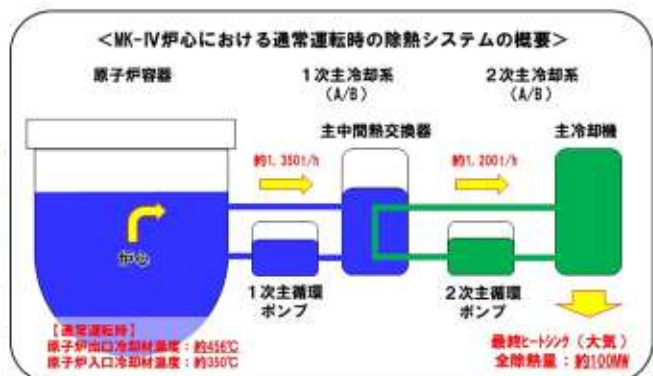 ＜MK-Ⅳ炉心における通常運転時の除熱システムの概要＞
原子炉容器
1次主冷却系
(A/B)
2次主冷却系
(A/B)
主中間熱交換器
主冷却機
約1,350t/h
約1,200t/h
炉心
1次主循環
ポンプ
2次主循環
ポンプ
【通常運転時】
原子炉出口冷却材温度：約456℃
原子炉入口冷却材温度：約350℃
最終ヒートシンク（大気）
全除熱量：約100MW